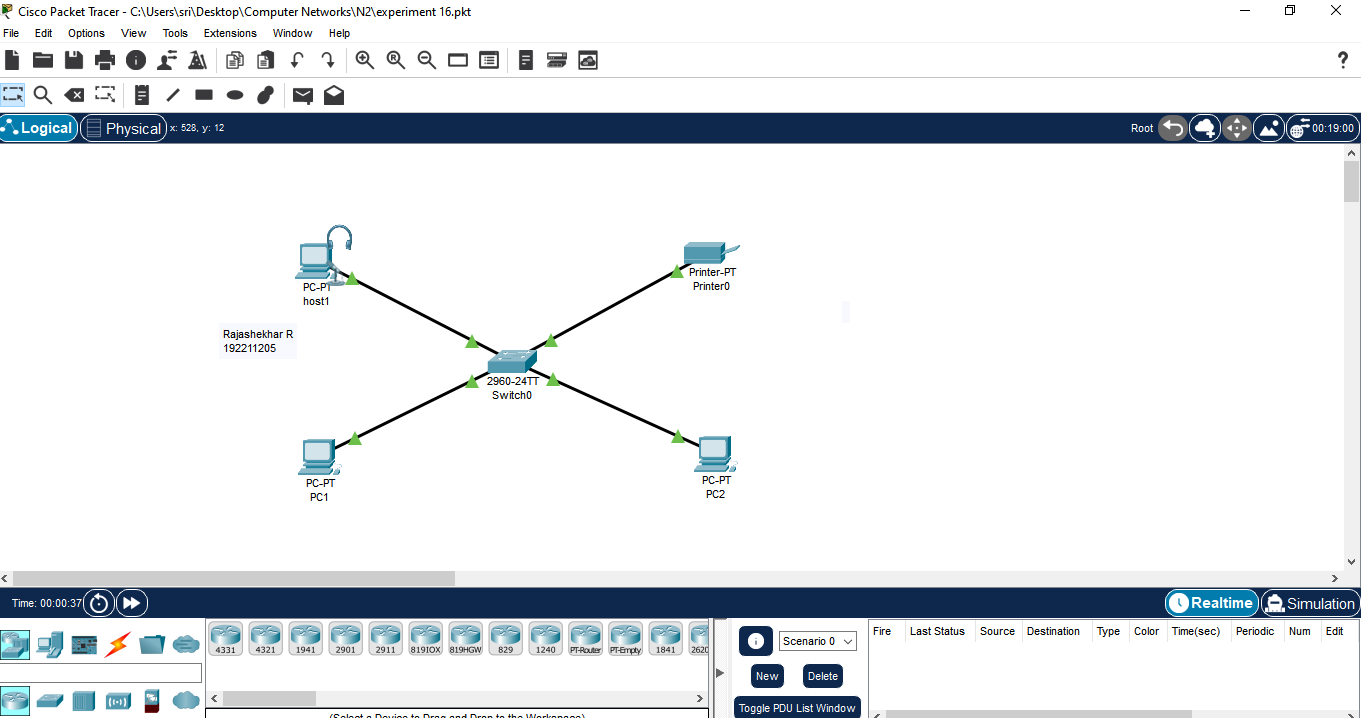 Cisco Packet Tracer - C:\Users\sri\Desktop\Computer Networks\N2\experiment 16.pkt
File Edit Options View Tools Extensions Window Help
?
Logical Physical x: 528, y: 12 Root 00:19:00
PC-PT
host1
Printer-PT
Printer0
Rajashekhar R
192211205
2960-24TT
Switch0
PC-PT
PC1
PC-PT
PC2
Time: 00:00:37 Realtime Simulation
4331 4321 1941 2901 2911 819IOX 819HGW 829 1240 PT-Router PT-Empty 1841 2620
Scenario 0
New Delete
Toggle PDU List Window
Fire Last Status Source Destination Type Color Time(sec) Periodic Num Edit
(Select a Device to Drag and Drop to the Workspace)